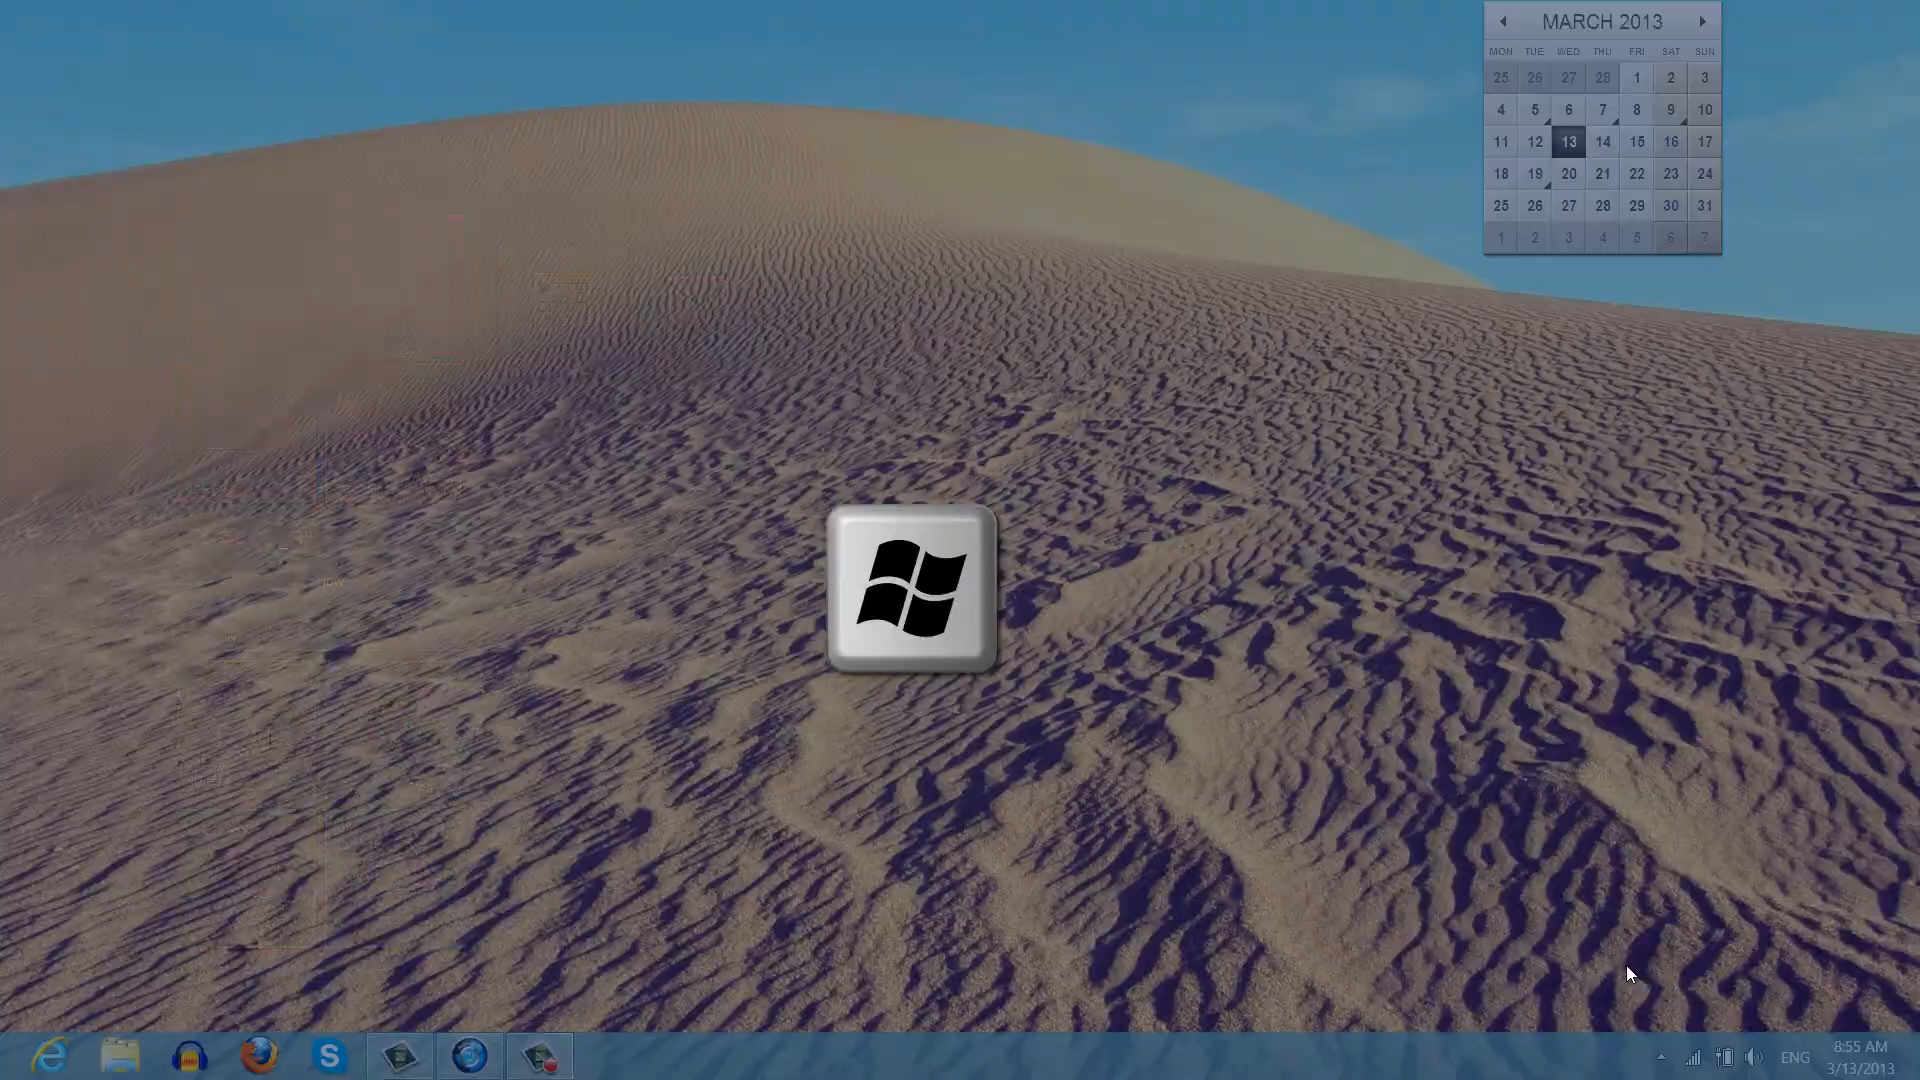 MARCH 2013
MON TUE WED THU FRI SAT SUN
25 26 27 28 1 2 3
4 5 6 7 8 9 10
11 12 13 14 15 16 17
18 19 20 21 22 23 24
25 26 27 28 29 30 31
1 2 3 4 5 6 7
ENG
8:55 AM
3/13/2013